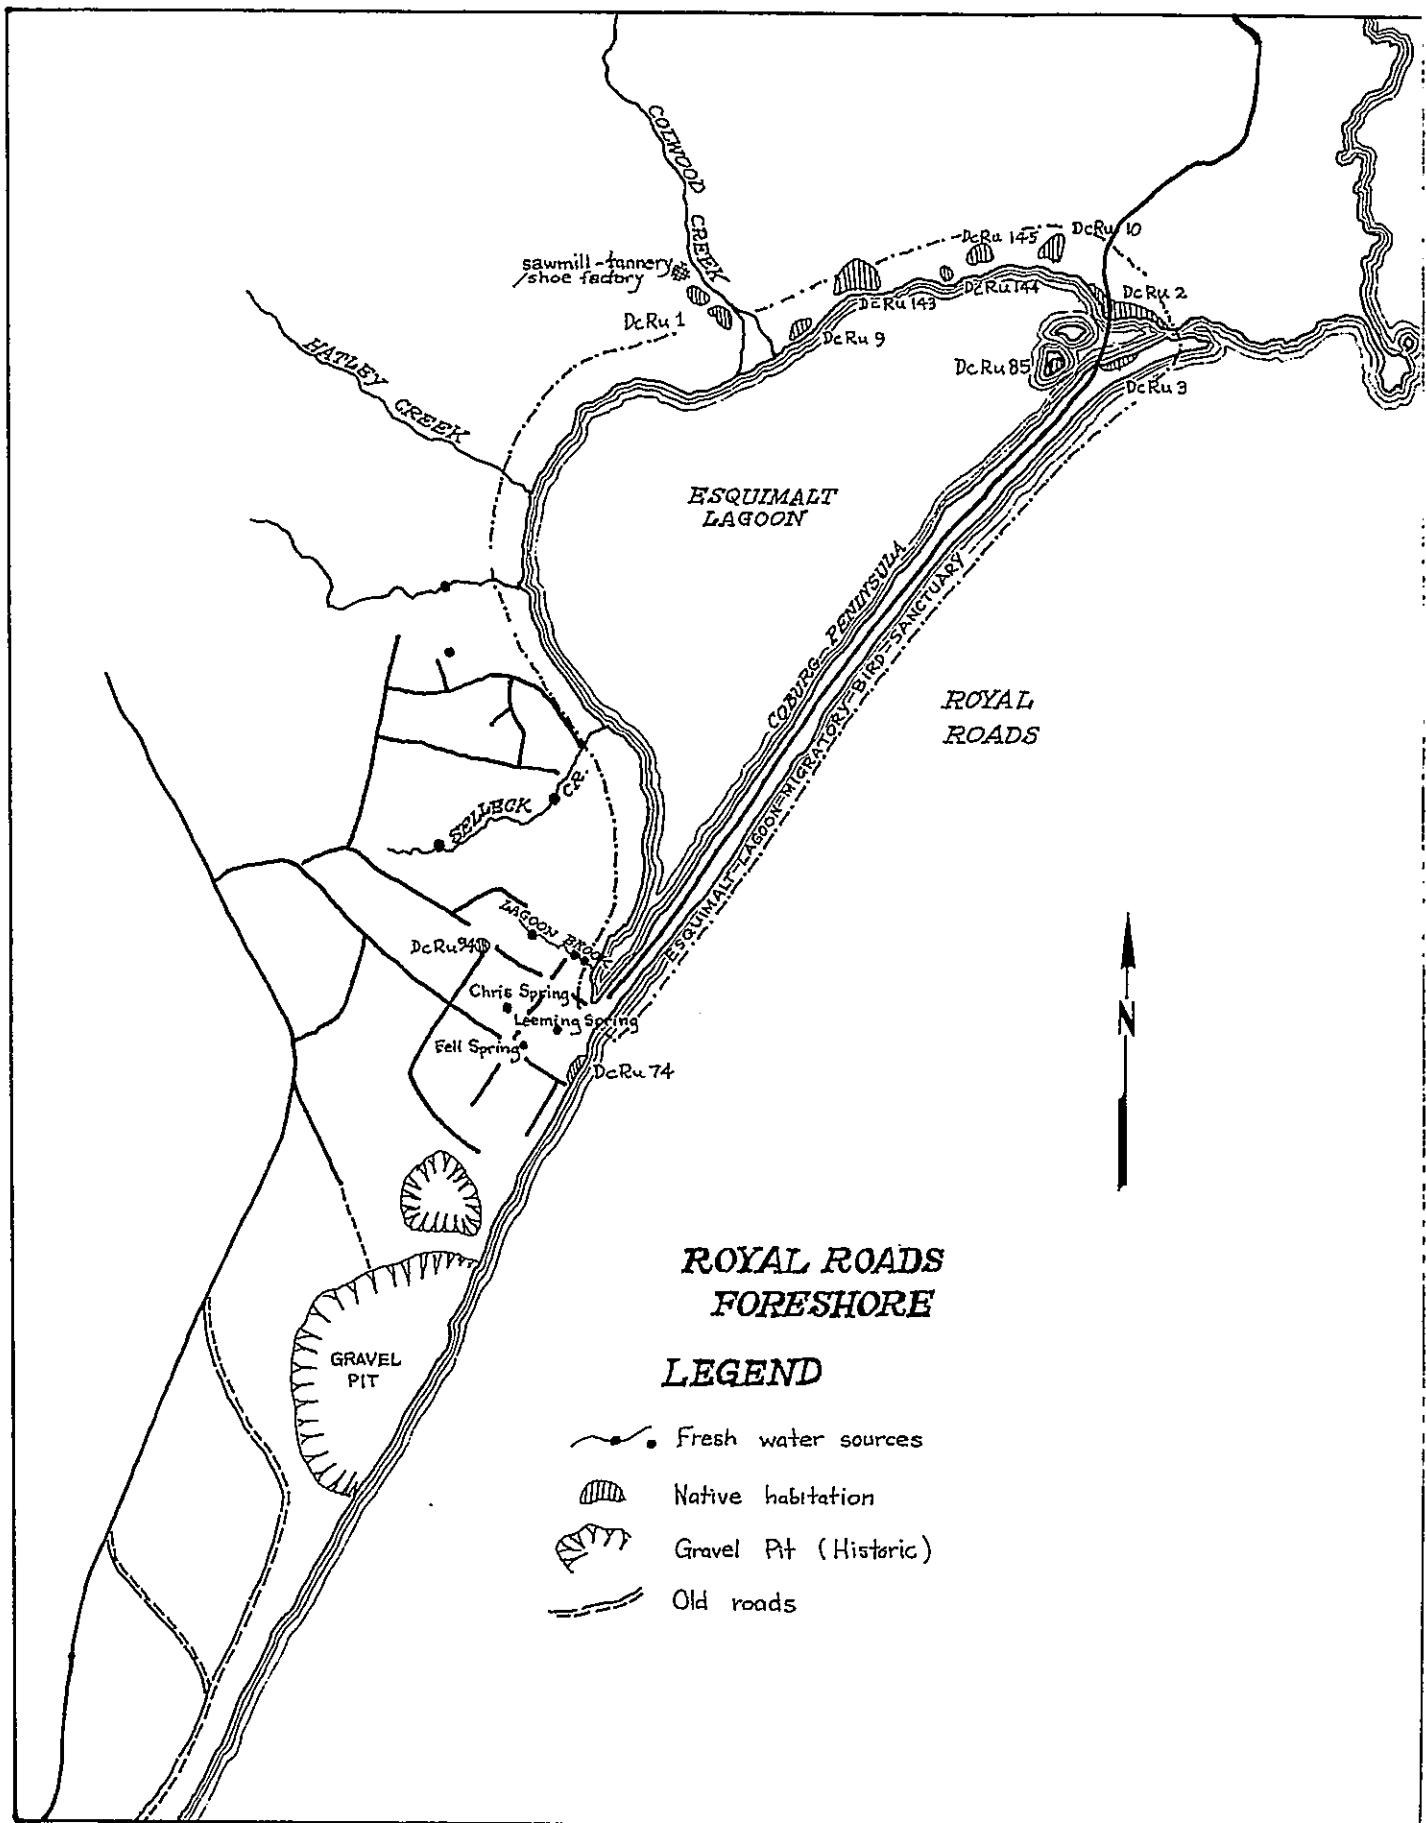 COLWOOD
CREEK
DcRu 145
DcRu 10
sawmill-tannery
/shoe factory
DcRu 143
DcRu 144
DcRu 2
DcRu 1
DcRu 9
DcRu 85
DcRu 3
HATLEY
CREEK
ESQUIMALT
LAGOON
COBURG-PENINSULA
ESQUIMALT-LAGOON-MIGRATORY-BIRD-SANCTUARY
ROYAL
ROADS
SELLECK CR.
LAGOON BROOK
DcRu 94
Chris Spring
Leeming Spring
Fell Spring
DcRu 74
N
GRAVEL
PIT
ROYAL ROADS
FORESHORE
LEGEND
Fresh water sources
Native habitation
Gravel Pit (Historic)
Old roads